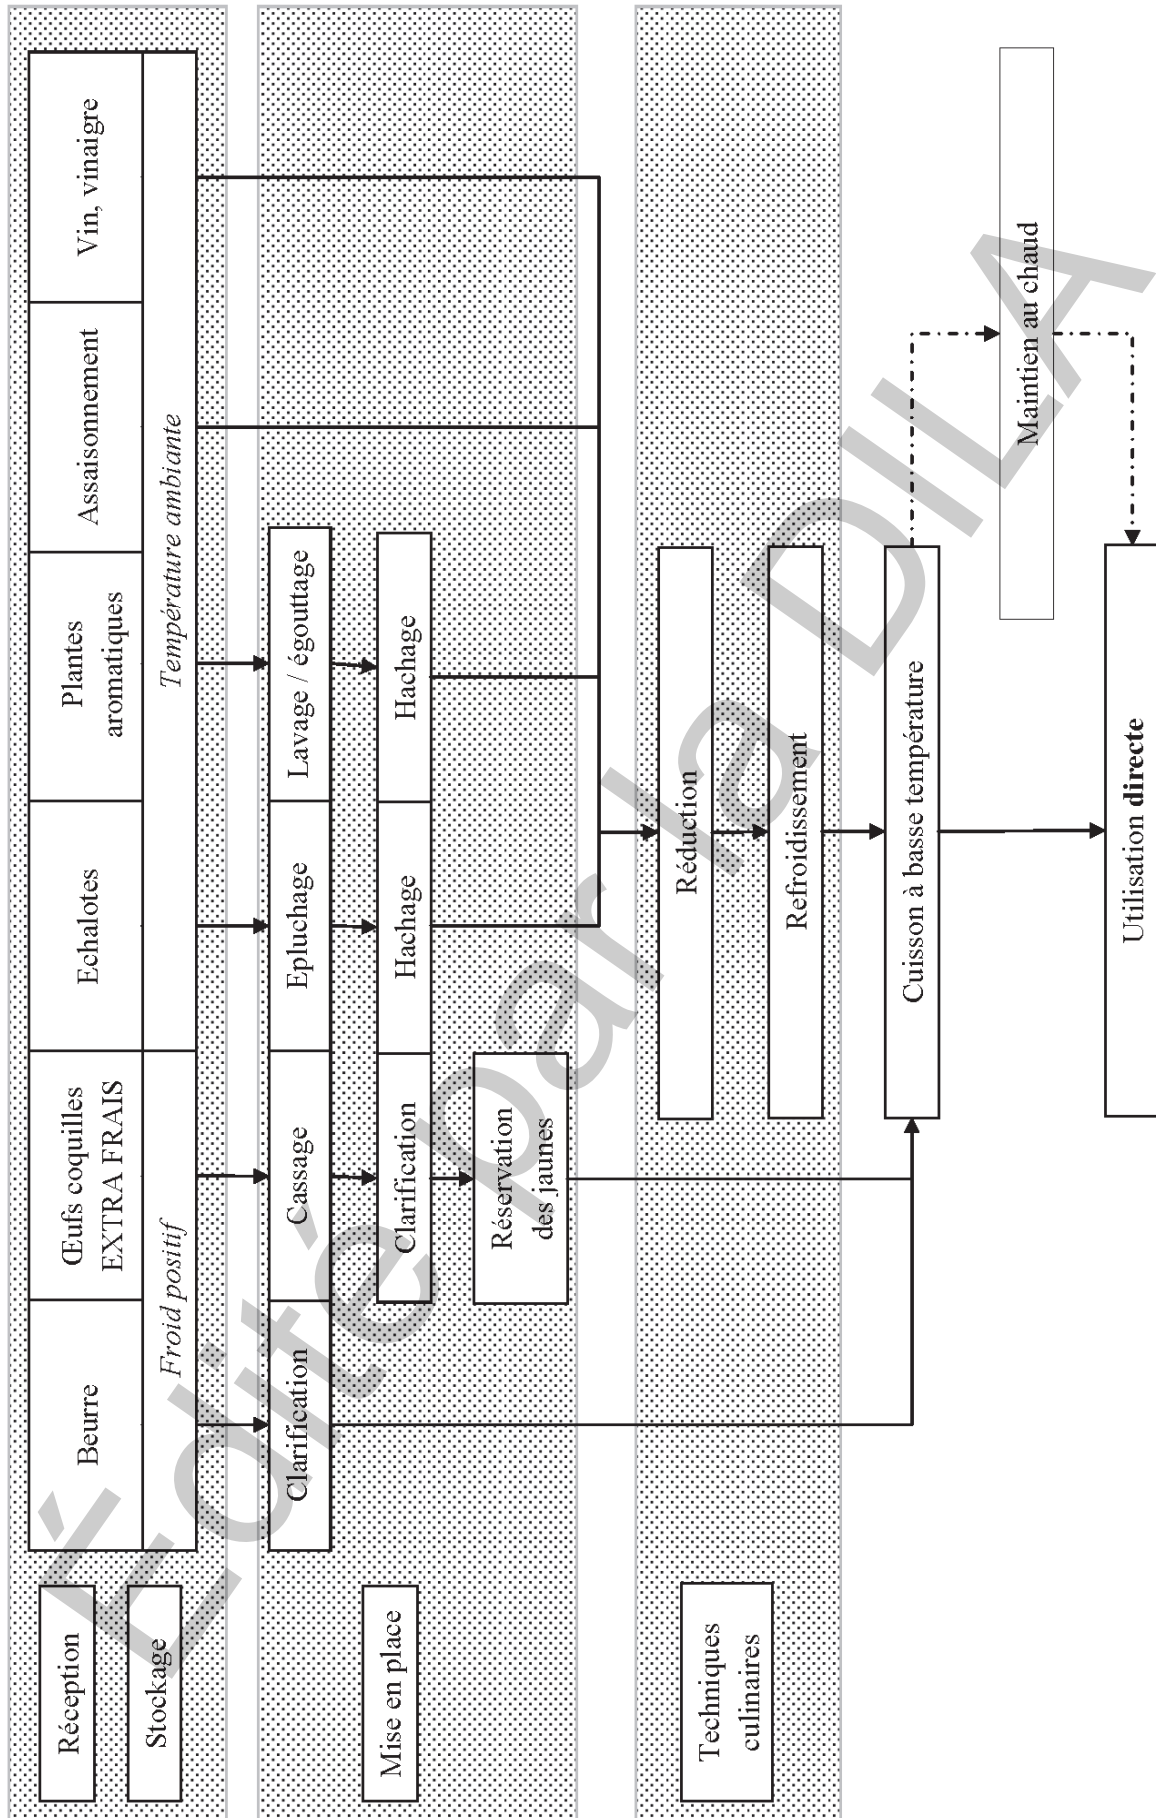 Réception
Beurre
Œufs coquilles
EXTRA FRAIS
Echalotes
Plantes
aromatiques
Assaisonnement
Vin, vinaigre
Stockage
Froid positif
Température ambiante
Mise en place
Clarification
Cassage
Epluchage
Lavage / égouttage
Clarification
Hachage
Hachage
Réservation
des jaunes
Techniques
culinaires
Réduction
Refroidissement
Cuisson à basse température
Maintien au chaud
Utilisation directe
Édité par la DILA